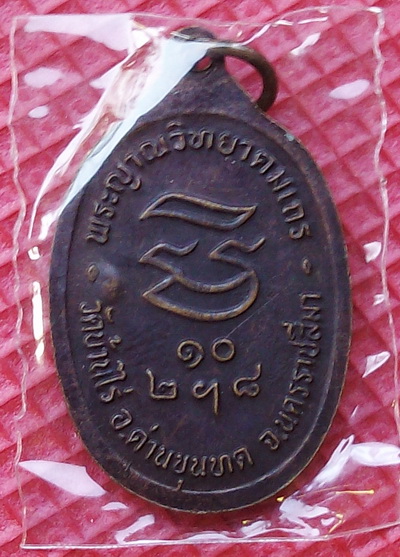 พระญาณวิทยาคมเถร
๑๐
๒ ๕ ๘
วัดบ้านไร่ อ.ด่านขุนทด จ.นครราชสีมา